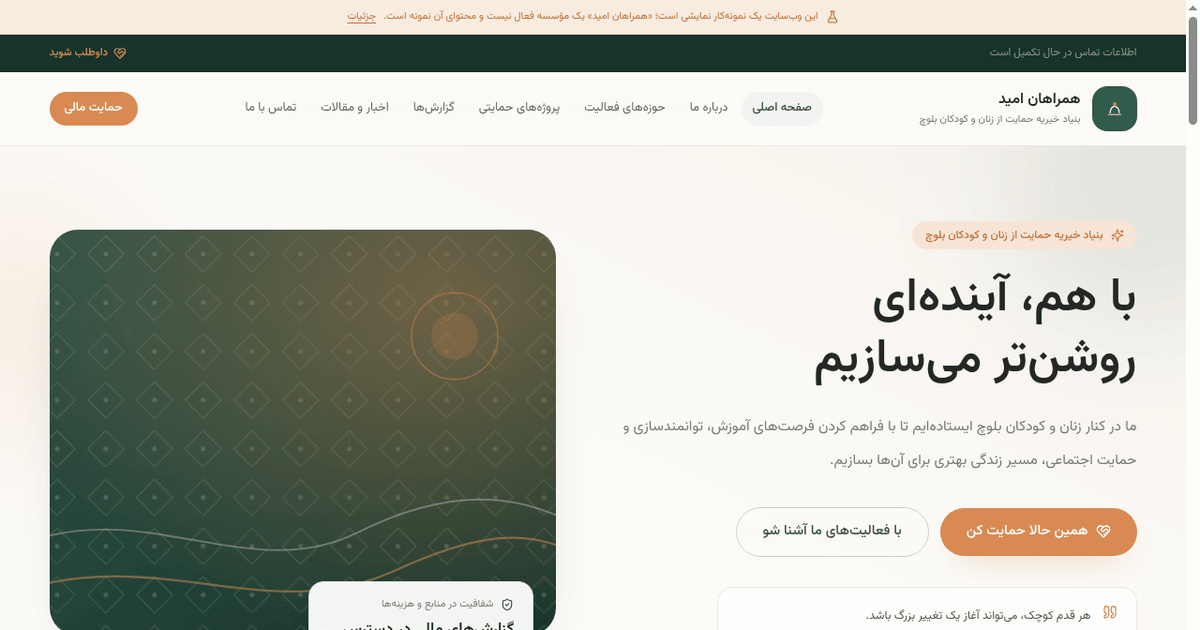 این وب‌سایت یک نمونه‌کار نمایشی است؛ «همراهان امید» یک مؤسسه فعال نیست و محتوای آن نمونه است. جزئیات
اطلاعات تماس در حال تکمیل است
داوطلب شوید
همراهان امید
بنیاد خیریه حمایت از زنان و کودکان بلوچ
صفحه اصلی
درباره ما
حوزه‌های فعالیت
پروژه‌های حمایتی
گزارش‌ها
اخبار و مقالات
تماس با ما
حمایت مالی
بنیاد خیریه حمایت از زنان و کودکان بلوچ
با هم، آینده‌ای
روشن‌تر می‌سازیم
ما در کنار زنان و کودکان بلوچ ایستاده‌ایم تا با فراهم کردن فرصت‌های آموزش، توانمندسازی و
حمایت اجتماعی، مسیر زندگی بهتری برای آن‌ها بسازیم.
همین حالا حمایت کن
با فعالیت‌های ما آشنا شو
هر قدم کوچک، می‌تواند آغاز یک تغییر بزرگ باشد.
شفافیت در منابع و هزینه‌ها
گزارش‌های مالی در دسترس